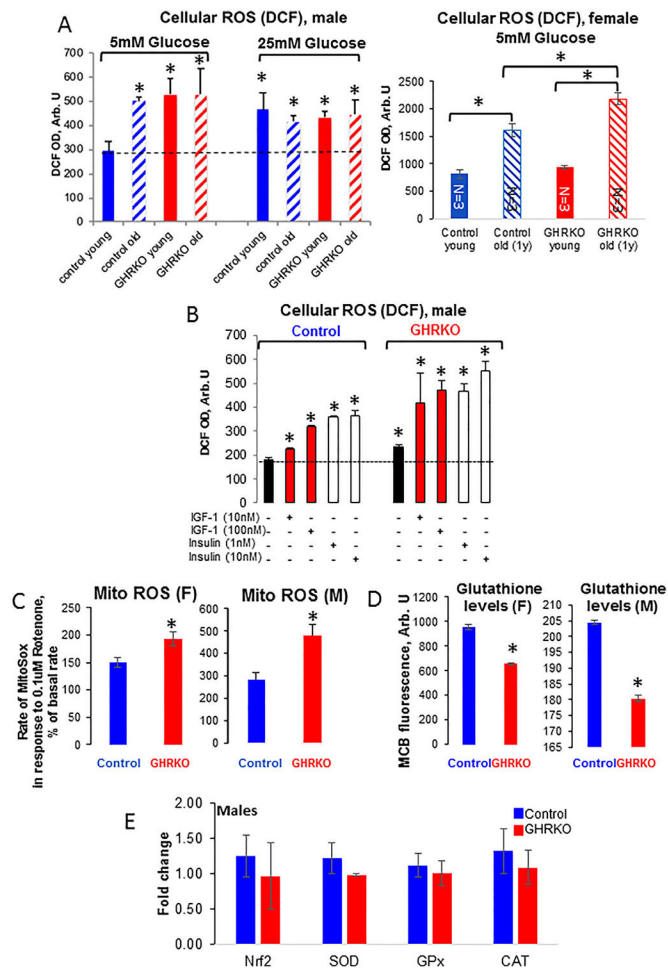 A
Cellular ROS (DCF), male
5mM Glucose
25mM Glucose
DCF OD, Arb. U
700
600
500
400
300
200
100
0
* * * * * * *
control young
control old
GHRKO young
GHRKO old
control young
control old
GHRKO young
GHRKO old
Cellular ROS (DCF), female
5mM Glucose
DCF OD, Arb. U
2500
2000
1500
1000
500
0
*
*
*
N=3
N=3
N=3
N=3
Control young
Control old (1y)
GHRKO young
GHRKO old (1y)
B
Cellular ROS (DCF), male
Control
GHRKO
DCF OD, Arb. U
700
600
500
400
300
200
100
0
* * * * * * * * *
IGF-1 (10nM) - + - - - - + - - -
IGF-1 (100nM) - - + - - - - + - -
Insulin (1nM) - - - + - - - - + -
Insulin (10nM) - - - - + - - - - +
C
Mito ROS (F)
Mito ROS (M)
Rate of MitoSox
in response to 0.1uM Rotenone,
% of basal rate
250
200
150
100
50
0
*
Control GHRKO
600
500
400
300
200
100
0
*
Control GHRKO
D
Glutathione levels (F)
Glutathione levels (M)
MCB fluorescence, Arb. U
1000
800
600
400
200
0
*
Control GHRKO
205
200
195
190
185
180
175
170
165
*
Control GHRKO
E
Males
Control
GHRKO
Fold change
2.00
1.50
1.00
0.50
0.00
Nrf2 SOD GPx CAT